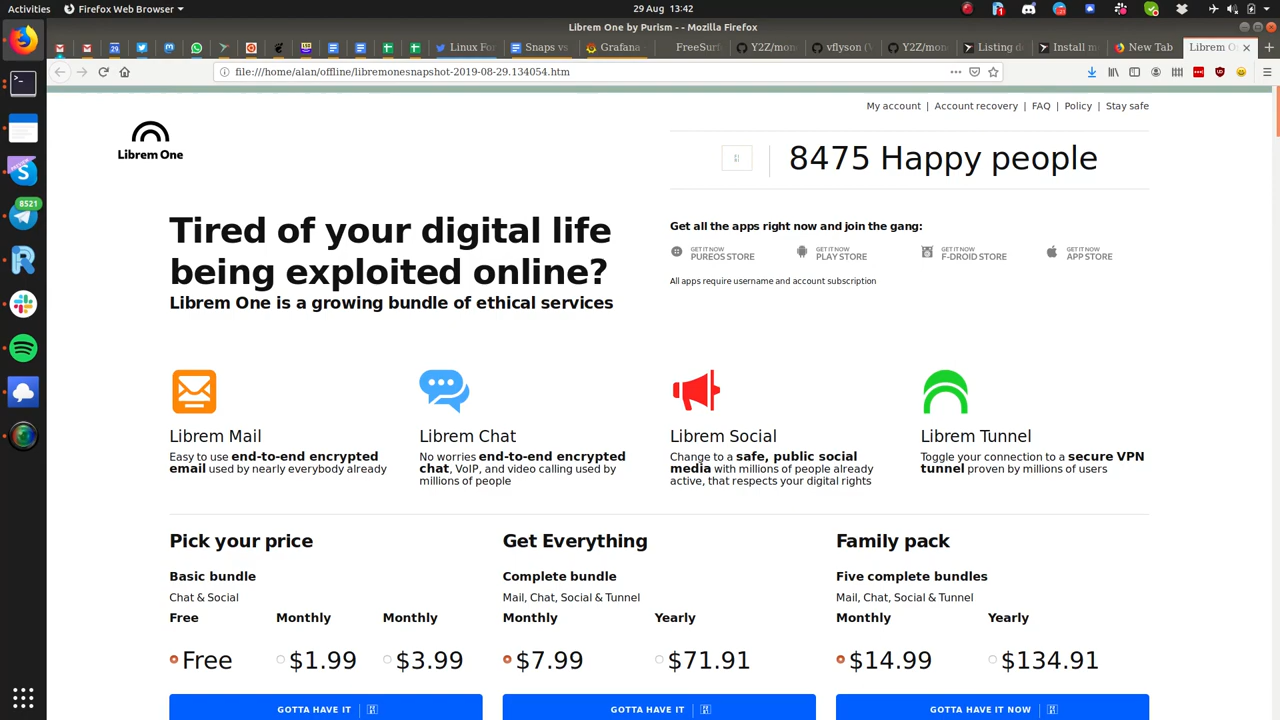 Activities
Firefox Web Browser
29 Aug 13:42
Librem One by Purism - - Mozilla Firefox
Linux Fo
Snaps vs
Grafana
FreeSurf
Y2Z/mon
vflyson (
Y2Z/mon
Listing d
Install m
New Tab
Librem O
file:///home/alan/offline/libremonesnapshot-2019-08-29.134054.htm
My account | Account recovery | FAQ | Policy | Stay safe
Librem One
8475 Happy people
Tired of your digital life
being exploited online?
Librem One is a growing bundle of ethical services
Get all the apps right now and join the gang:
GET IT NOW
PUREOS STORE
GET IT NOW
PLAY STORE
GET IT NOW
F-DROID STORE
GET IT NOW
APP STORE
All apps require username and account subscription
8521
Librem Mail
Easy to use end-to-end encrypted
email used by nearly everybody already
Librem Chat
No worries end-to-end encrypted
chat, VoIP, and video calling used by
millions of people
Librem Social
Change to a safe, public social
media with millions of people already
active, that respects your digital rights
Librem Tunnel
Toggle your connection to a secure VPN
tunnel proven by millions of users
Pick your price
Basic bundle
Chat & Social
Free Monthly Monthly
Free $1.99 $3.99
GOTTA HAVE IT
Get Everything
Complete bundle
Mail, Chat, Social & Tunnel
Monthly Yearly
$7.99 $71.91
GOTTA HAVE IT
Family pack
Five complete bundles
Mail, Chat, Social & Tunnel
Monthly Yearly
$14.99 $134.91
GOTTA HAVE IT NOW